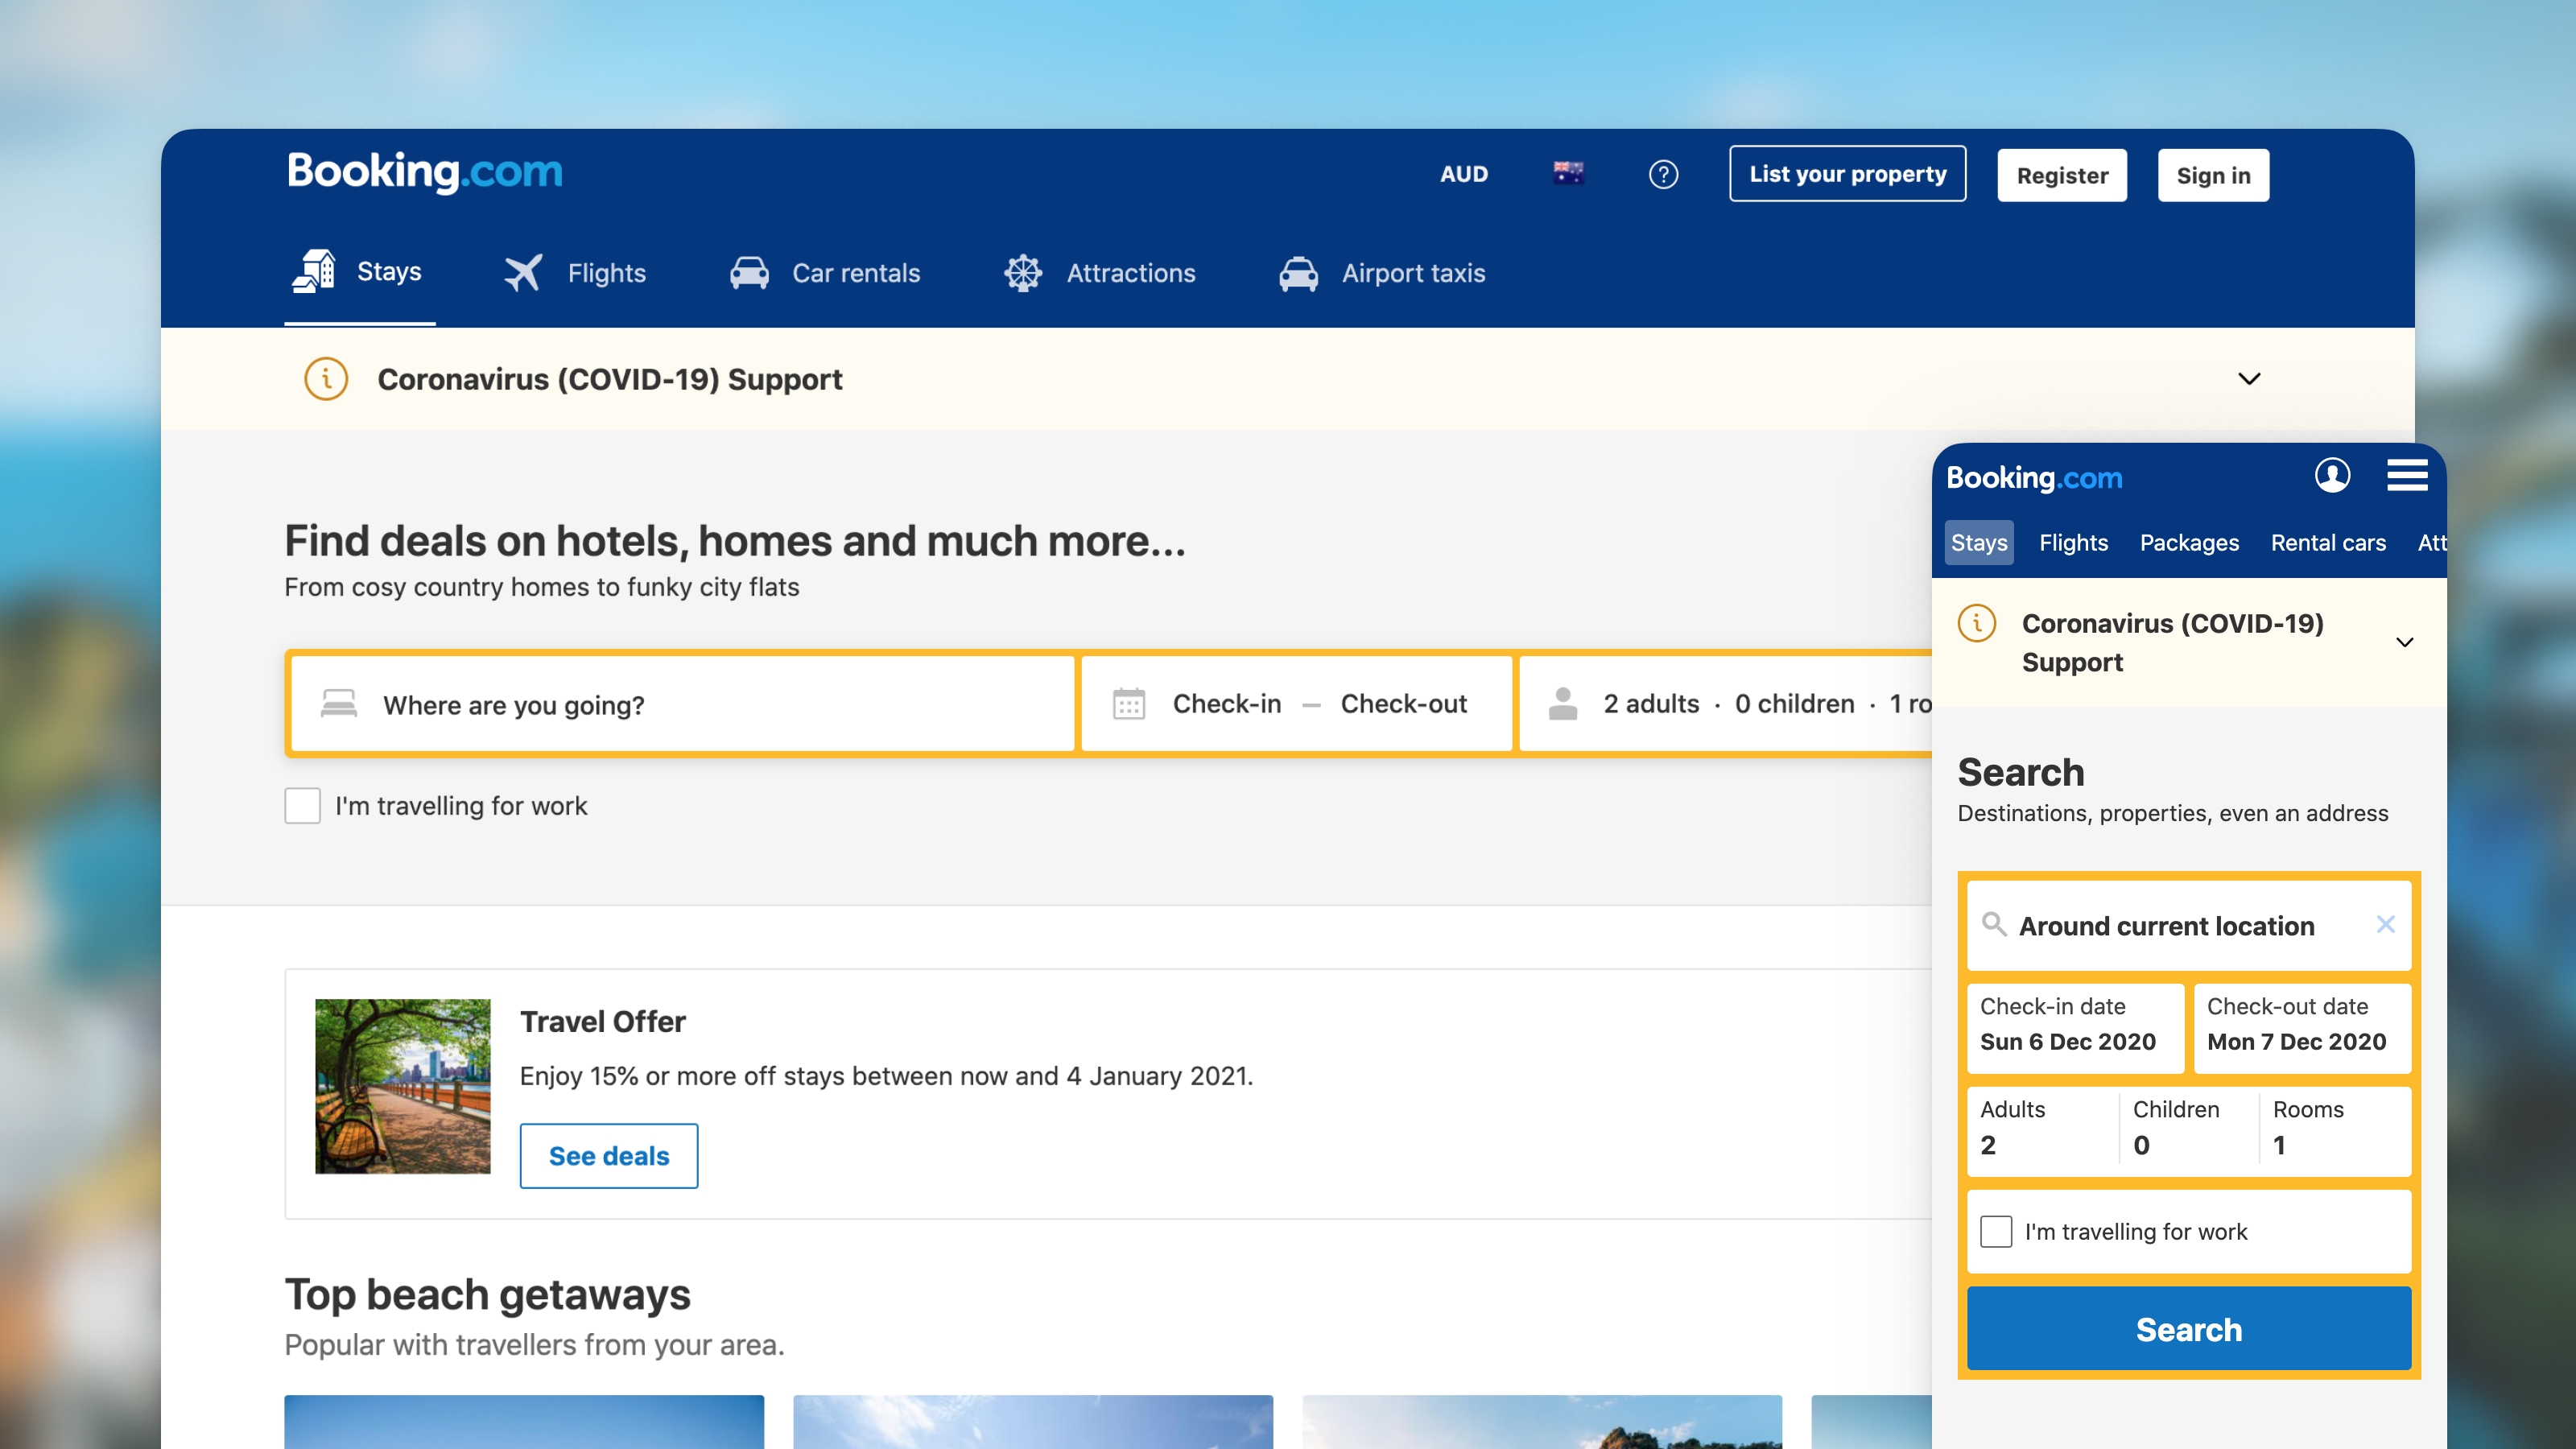 Booking.com
AUD
List your property
Register
Sign in
Stays
Flights
Car rentals
Attractions
Airport taxis
Coronavirus (COVID-19) Support
Find deals on hotels, homes and much more...
From cosy country homes to funky city flats
Where are you going?
Check-in — Check-out
2 adults · 0 children · 1 ro
I'm travelling for work
Travel Offer
Enjoy 15% or more off stays between now and 4 January 2021.
See deals
Top beach getaways
Popular with travellers from your area.
Booking.com
Stays
Flights
Packages
Rental cars
Att
Coronavirus (COVID-19)
Support
Search
Destinations, properties, even an address
Around current location
Check-in date
Sun 6 Dec 2020
Check-out date
Mon 7 Dec 2020
Adults
2
Children
0
Rooms
1
I'm travelling for work
Search